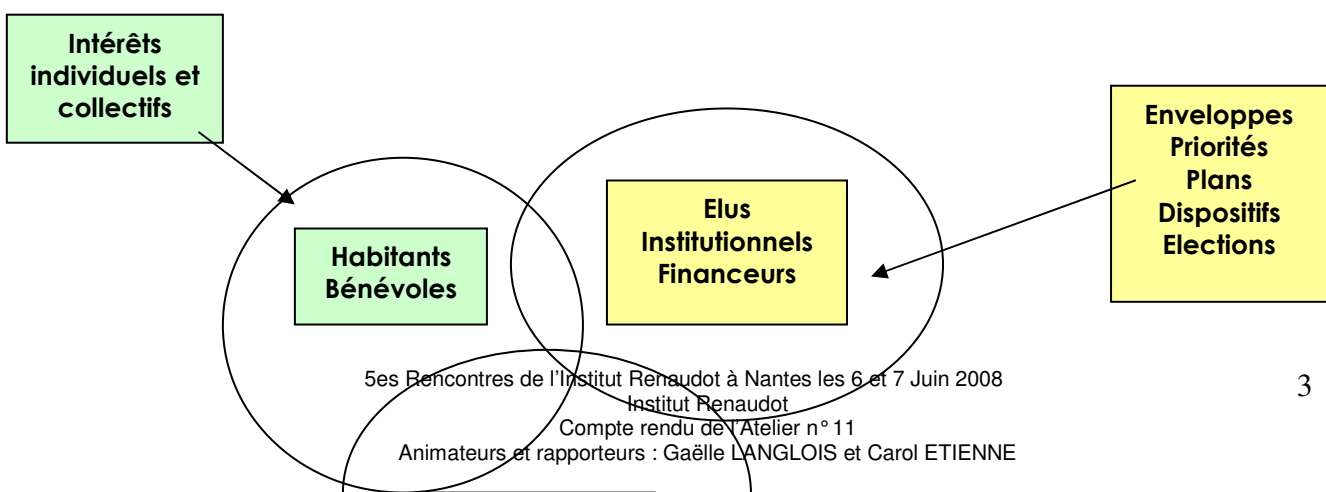 Intérêts
individuels et
collectifs
Enveloppes
Priorités
Plans
Dispositifs
Elections
Elus
Institutionnels
Financeurs
Habitants
Bénévoles
5es Rencontres de l'Institut Renaudot à Nantes les 6 et 7 Juin 2008
Institut Renaudot
Compte rendu de l'Atelier n° 11
Animateurs et rapporteurs : Gaëlle LANGLOIS et Carol ETIENNE
3